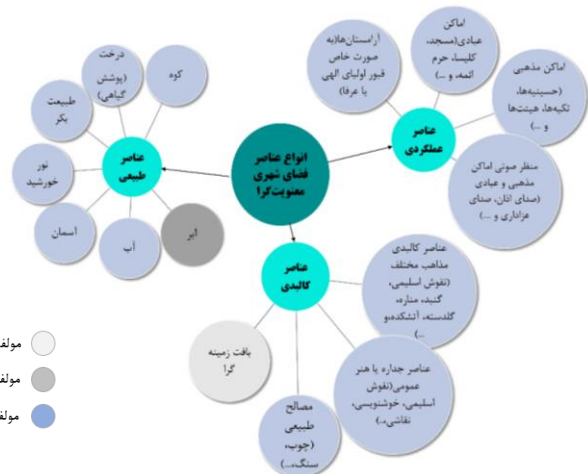 انواع عناصر
فضای شهری
معنویت‌گرا
عناصر
عملکردی
آرامستان‌ها(به
صورت خاص
قبور اولیای الهی
یا عرفا)
اماکن
عبادی(مسجد،
کلیسا، حرم
ائمه، و ...)
اماکن مذهبی
(حسینیه‌ها،
تکیه‌ها، هیئت‌ها
و ...)
منظر صوتی اماکن
مذهبی و عبادی
(صدای اذان، صدای
عزاداری و ...)
عناصر
طبیعی
کوه
درخت
(پوشش
گیاهی)
طبیعت
بکر
نور
خورشید
آسمان
آب
ابر
عناصر
کالبدی
عناصر کالبدی
مذاهب مختلف
(نقوش اسلیمی،
گنبد، مناره،
گلدسته، آتشکده،و
...)
عناصر جداره یا هنر
عمومی(نقوش
اسلیمی، خوشنویسی،
نقاشی،..)
مصالح
طبیعی
(چوب،
سنگ،...)
بافت زمینه
گرا